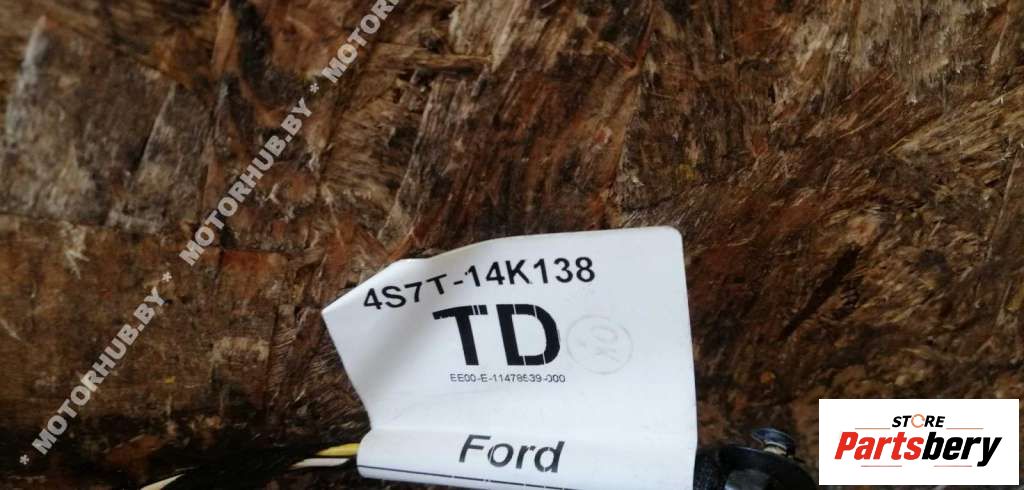 * MOTORHUB.BY * MOTORHUB.BY * MOTORHUB.BY
4S7T-14K138
TD
OK
EE00-E-11478539-000
Ford
STORE
Partsbery